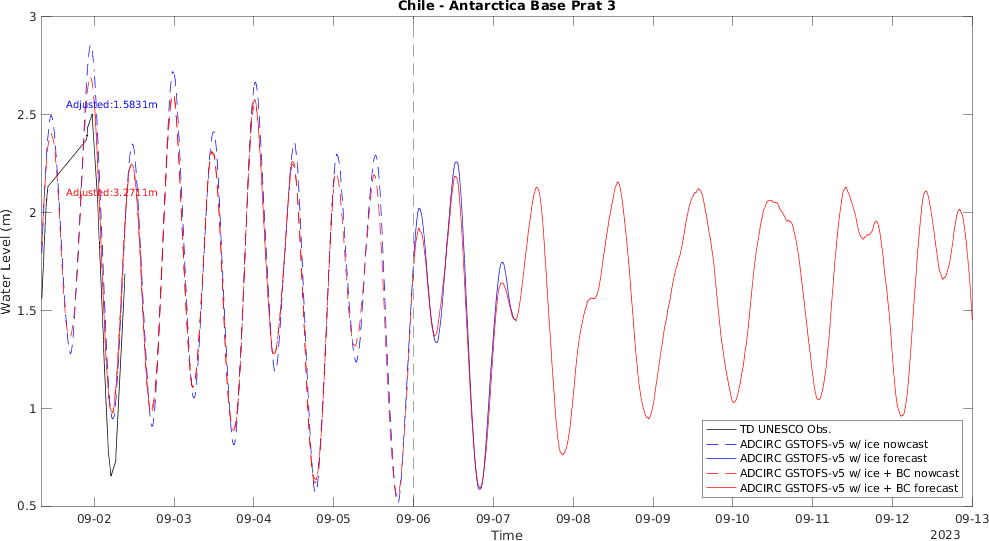 Chile - Antarctica Base Prat 3
3
2.5
2
1.5
1
0.5
Water Level (m)
Adjusted:1.5831m
Adjusted:3.2711m
TD UNESCO Obs.
ADCIRC GSTOFS-v5 w/ ice nowcast
ADCIRC GSTOFS-v5 w/ ice forecast
ADCIRC GSTOFS-v5 w/ ice + BC nowcast
ADCIRC GSTOFS-v5 w/ ice + BC forecast
09-02 09-03 09-04 09-05 09-06 09-07 09-08 09-09 09-10 09-11 09-12 09-13
Time
2023